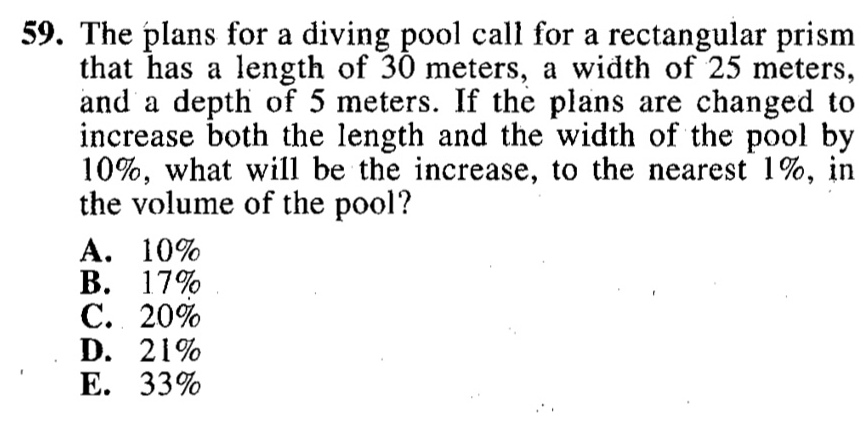 59. The plans for a diving pool call for a rectangular prism
that has a length of 30 meters, a width of 25 meters,
and a depth of 5 meters. If the plans are changed to
increase both the length and the width of the pool by
10%, what will be the increase, to the nearest 1%, in
the volume of the pool?
A. 10%
B. 17%
C. 20%
D. 21%
E. 33%